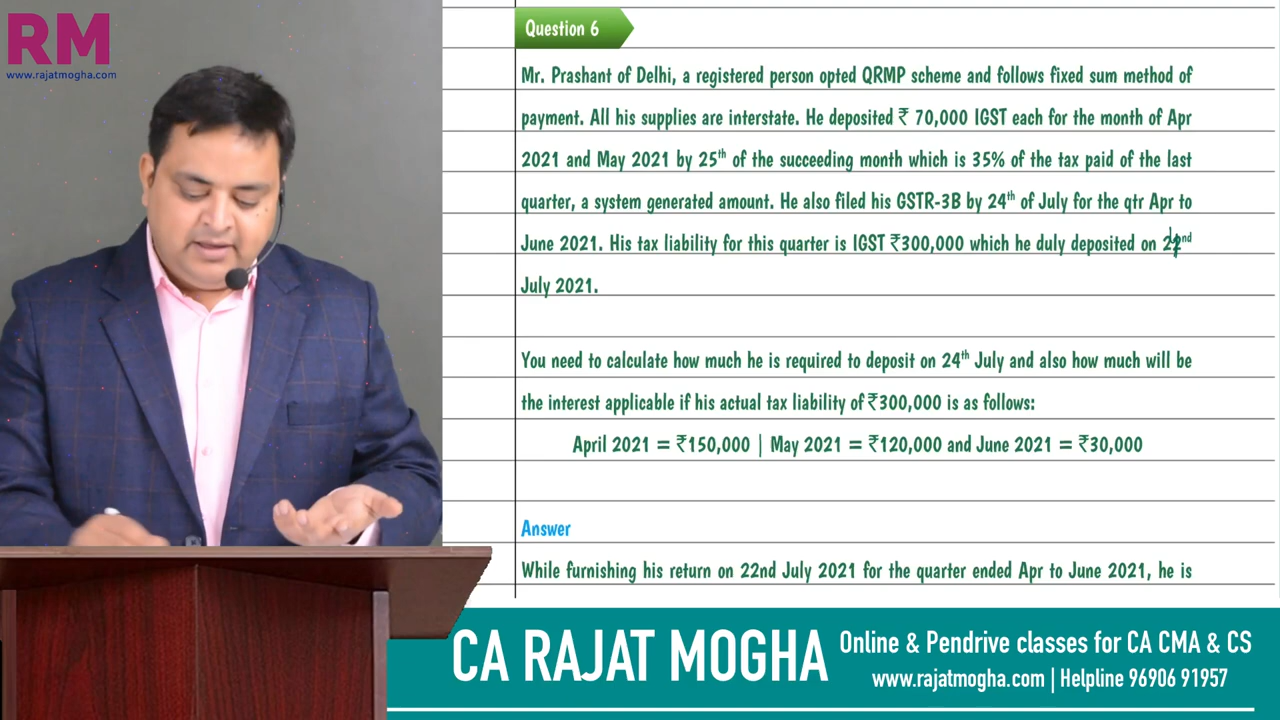 RM
www.rajatmogha.com
Question 6
Mr. Prashant of Delhi, a registered person opted QRMP scheme and follows fixed sum method of
payment. All his supplies are interstate. He deposited ₹ 70,000 IGST each for the month of Apr
2021 and May 2021 by 25th of the succeeding month which is 35% of the tax paid of the last
quarter, a system generated amount. He also filed his GSTR-3B by 24th of July for the qtr Apr to
June 2021. His tax liability for this quarter is IGST ₹300,000 which he duly deposited on
July 2021.
You need to calculate how much he is required to deposit on 24th July and also how much will be
the interest applicable if his actual tax liability of ₹300,000 is as follows:
April 2021 = ₹150,000 | May 2021 = ₹120,000 and June 2021 = ₹30,000
Answer
While furnishing his return on 22nd July 2021 for the quarter ended Apr to June 2021, he is
CA RAJAT MOGHA
Online & Pendrive classes for CA CMA & CS
www.rajatmogha.com | Helpline 96906 91957